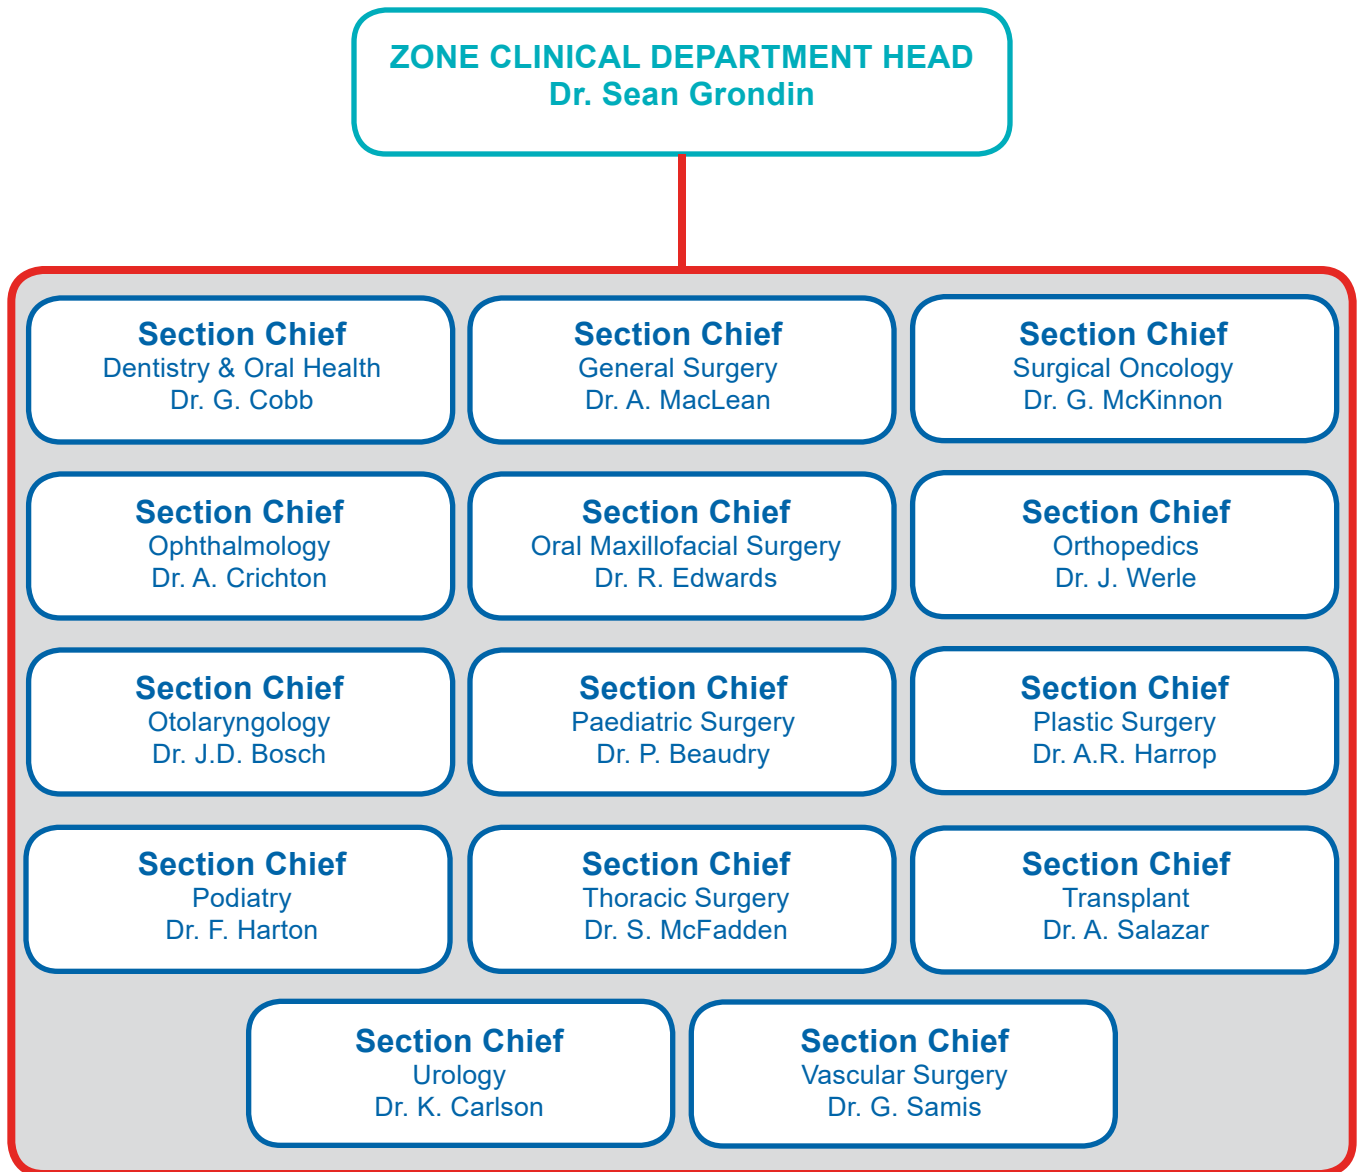 ZONE CLINICAL DEPARTMENT HEAD
Dr. Sean Grondin
Section Chief
Dentistry & Oral Health
Dr. G. Cobb
Section Chief
General Surgery
Dr. A. MacLean
Section Chief
Surgical Oncology
Dr. G. McKinnon
Section Chief
Ophthalmology
Dr. A. Crichton
Section Chief
Oral Maxillofacial Surgery
Dr. R. Edwards
Section Chief
Orthopedics
Dr. J. Werle
Section Chief
Otolaryngology
Dr. J.D. Bosch
Section Chief
Paediatric Surgery
Dr. P. Beaudry
Section Chief
Plastic Surgery
Dr. A.R. Harrop
Section Chief
Podiatry
Dr. F. Harton
Section Chief
Thoracic Surgery
Dr. S. McFadden
Section Chief
Transplant
Dr. A. Salazar
Section Chief
Urology
Dr. K. Carlson
Section Chief
Vascular Surgery
Dr. G. Samis